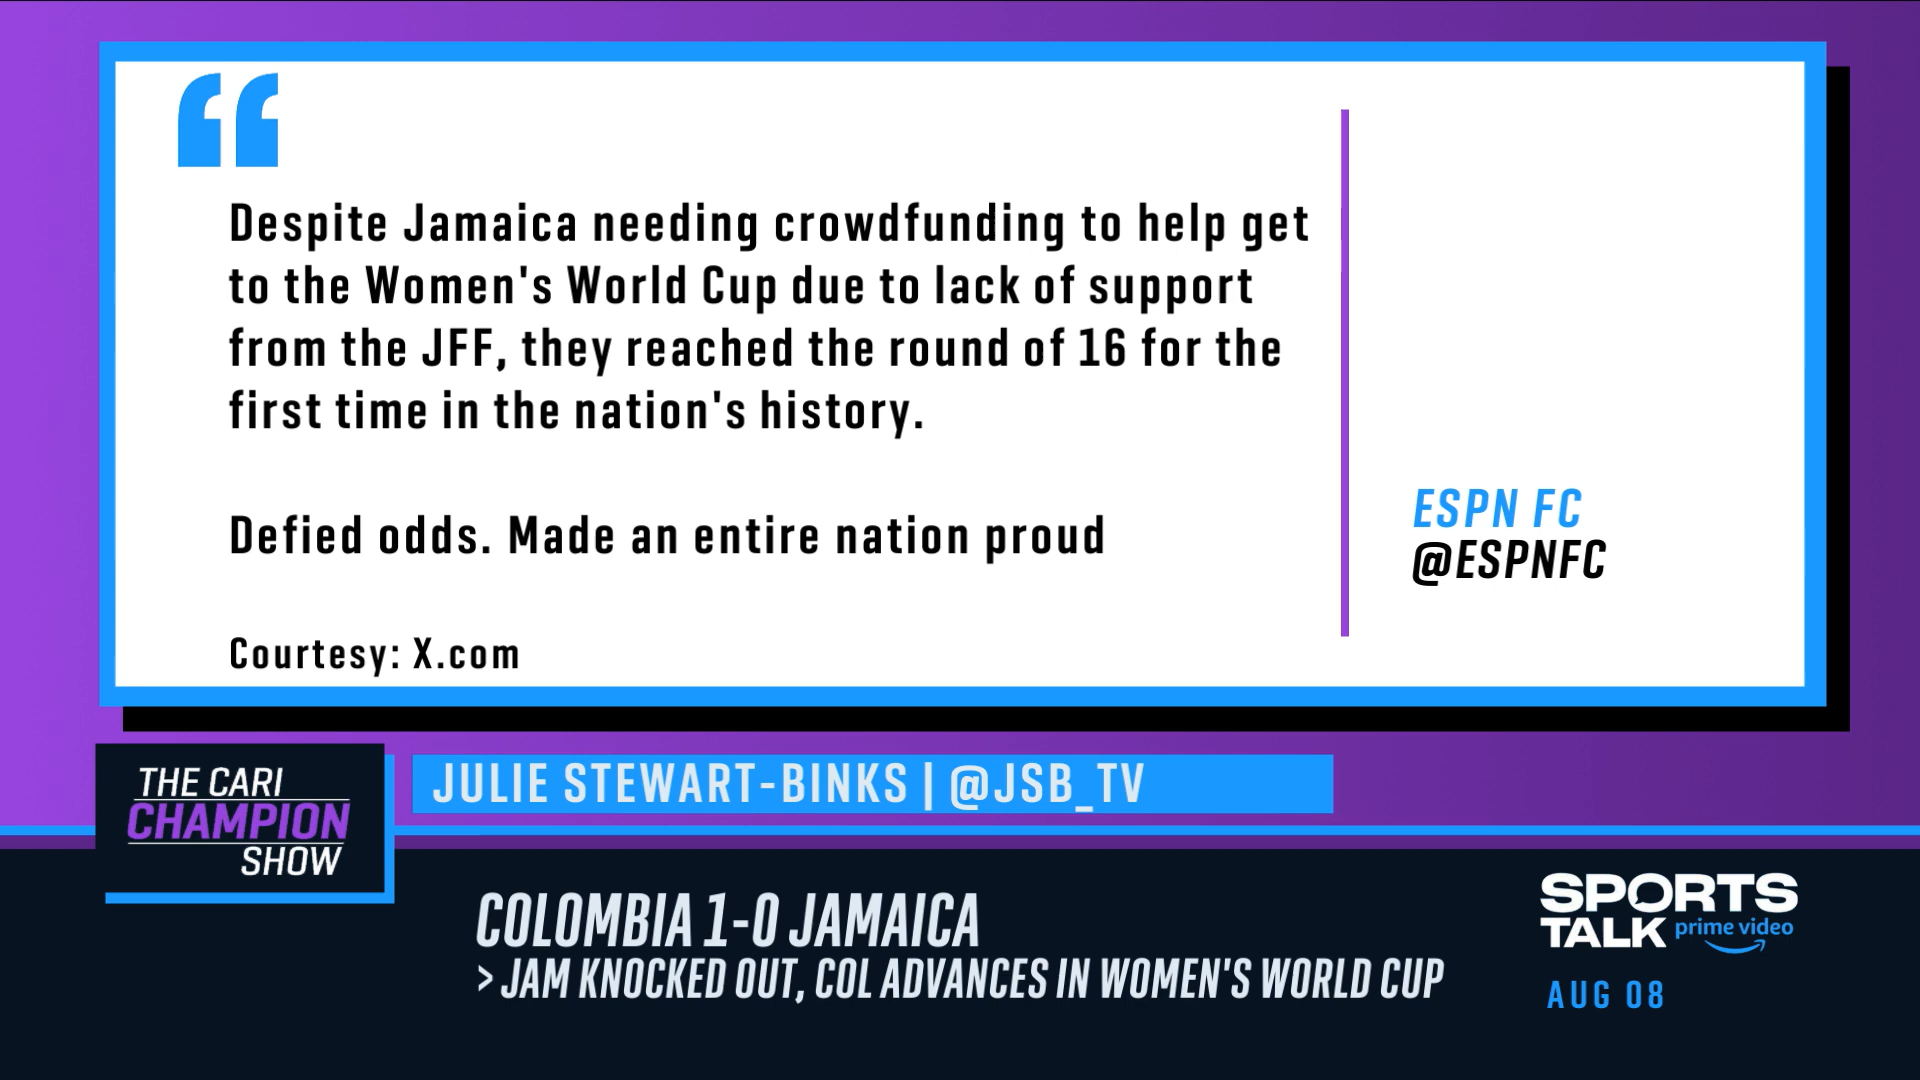 Despite Jamaica needing crowdfunding to help get
to the Women's World Cup due to lack of support
from the JFF, they reached the round of 16 for the
first time in the nation's history.
Defied odds. Made an entire nation proud
Courtesy: X.com
ESPN FC
@ESPNFC
THE CARI
CHAMPION
SHOW
JULIE STEWART-BINKS | @JSB_TV
COLOMBIA 1-0 JAMAICA
> JAM KNOCKED OUT, COL ADVANCES IN WOMEN'S WORLD CUP
SPORTS
TALK prime video
AUG 08